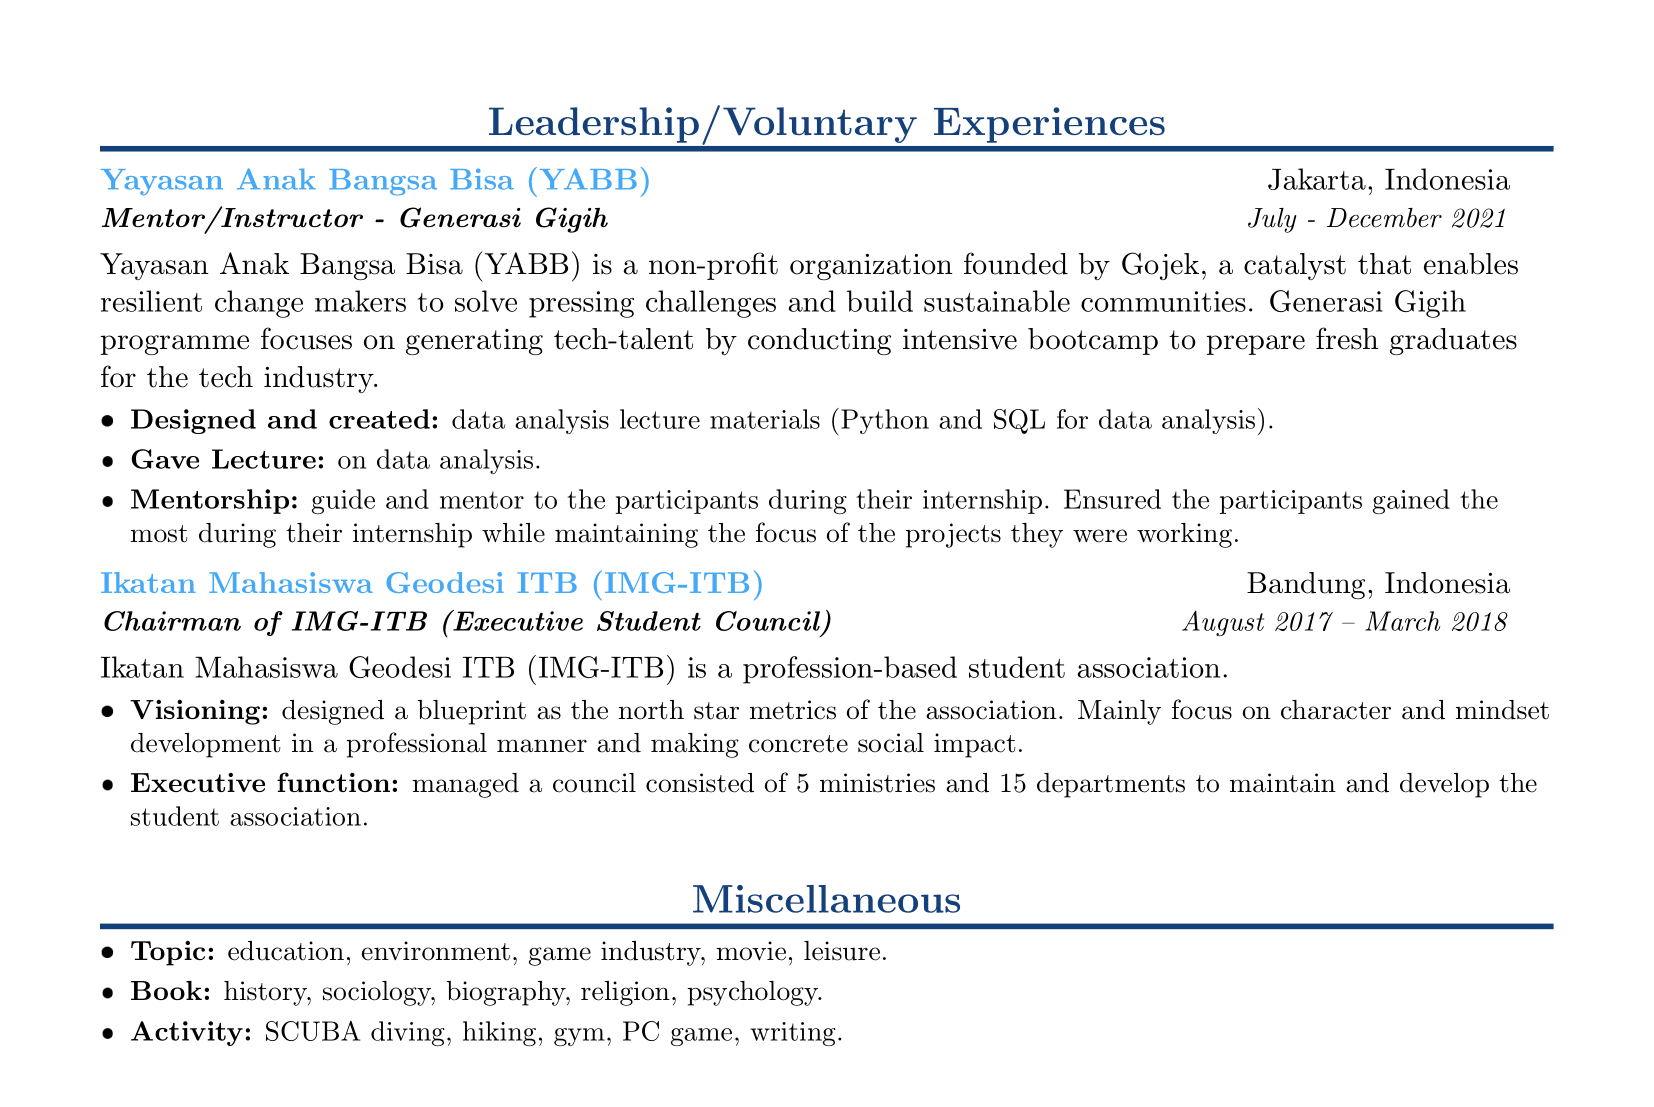 Leadership/Voluntary Experiences
Yayasan Anak Bangsa Bisa (YABB) Jakarta, Indonesia
Mentor/Instructor - Generasi Gigih July - December 2021
Yayasan Anak Bangsa Bisa (YABB) is a non-profit organization founded by Gojek, a catalyst that enables
resilient change makers to solve pressing challenges and build sustainable communities. Generasi Gigih
programme focuses on generating tech-talent by conducting intensive bootcamp to prepare fresh graduates
for the tech industry.
• Designed and created: data analysis lecture materials (Python and SQL for data analysis).
• Gave Lecture: on data analysis.
• Mentorship: guide and mentor to the participants during their internship. Ensured the participants gained the
most during their internship while maintaining the focus of the projects they were working.
Ikatan Mahasiswa Geodesi ITB (IMG-ITB) Bandung, Indonesia
Chairman of IMG-ITB (Executive Student Council) August 2017 – March 2018
Ikatan Mahasiswa Geodesi ITB (IMG-ITB) is a profession-based student association.
• Visioning: designed a blueprint as the north star metrics of the association. Mainly focus on character and mindset
development in a professional manner and making concrete social impact.
• Executive function: managed a council consisted of 5 ministries and 15 departments to maintain and develop the
student association.
Miscellaneous
• Topic: education, environment, game industry, movie, leisure.
• Book: history, sociology, biography, religion, psychology.
• Activity: SCUBA diving, hiking, gym, PC game, writing.